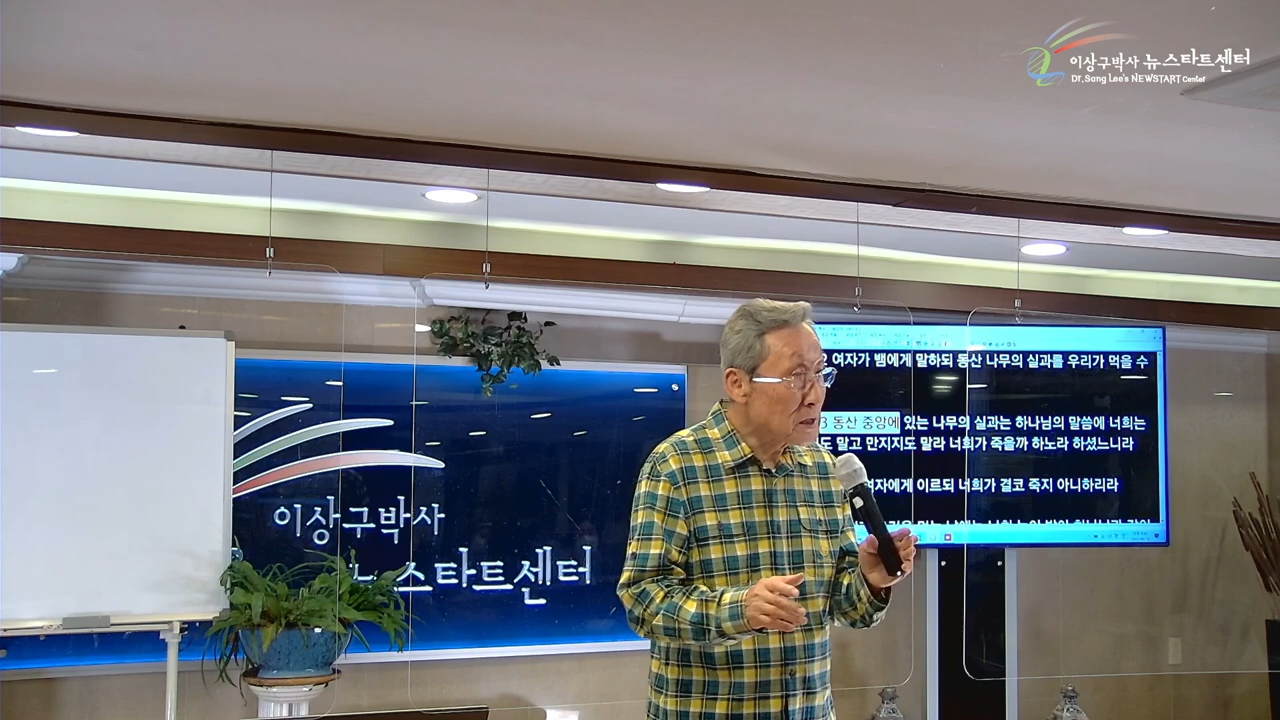 이상구박사 뉴스타트센터
Dr. Sang Lee's NEWSTART Center
여자가 뱀에게 말하되 동산 나무의 실과를 우리가 먹을 수
3 동산 중앙에 있는 나무의 실과는 하나님의 말씀에 너희는
도 말고 만지지도 말라 너희가 죽을까 하노라 하셨느니라
여자에게 이르되 너희가 결코 죽지 아니하리라
이상구박사
뉴스타트센터